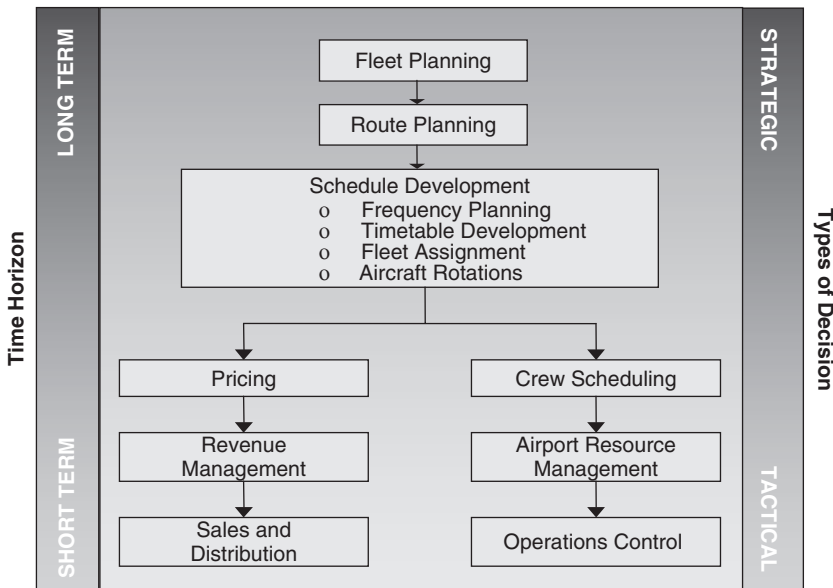 LONG TERM
STRATEGIC
Fleet Planning
Route Planning
Schedule Development
o Frequency Planning
o Timetable Development
o Fleet Assignment
o Aircraft Rotations
Time Horizon
Types of Decision
Pricing
Crew Scheduling
Revenue
Management
Airport Resource
Management
Sales and
Distribution
Operations Control
SHORT TERM
TACTICAL